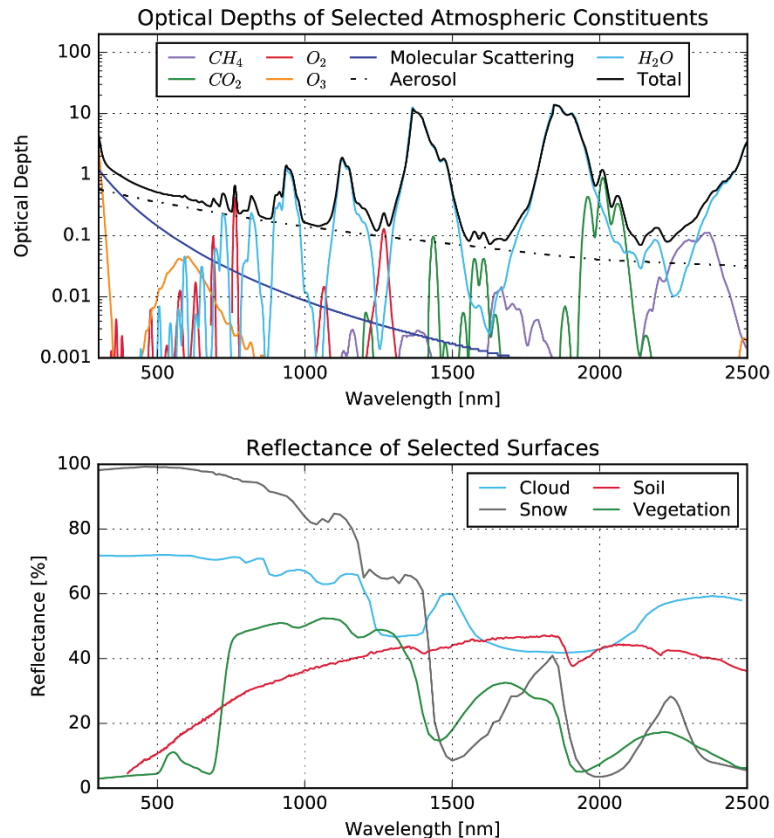 Optical Depths of Selected Atmospheric Constituents
100
10
1
0.1
0.01
0.001
Optical Depth
CH₄
CO₂
O₂
O₃
Molecular Scattering
Aerosol
H₂O
Total
500 1000 1500 2000 2500
Wavelength [nm]
Reflectance of Selected Surfaces
100
80
60
40
20
0
Reflectance [%]
Cloud
Snow
Soil
Vegetation
500 1000 1500 2000 2500
Wavelength [nm]